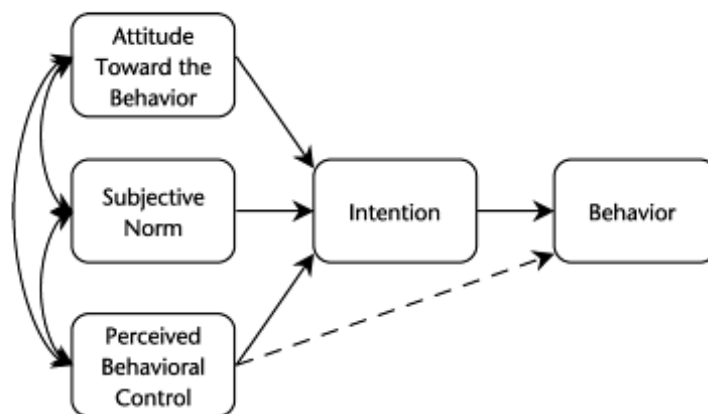 Attitude
Toward the
Behavior
Subjective
Norm
Intention
Behavior
Perceived
Behavioral
Control